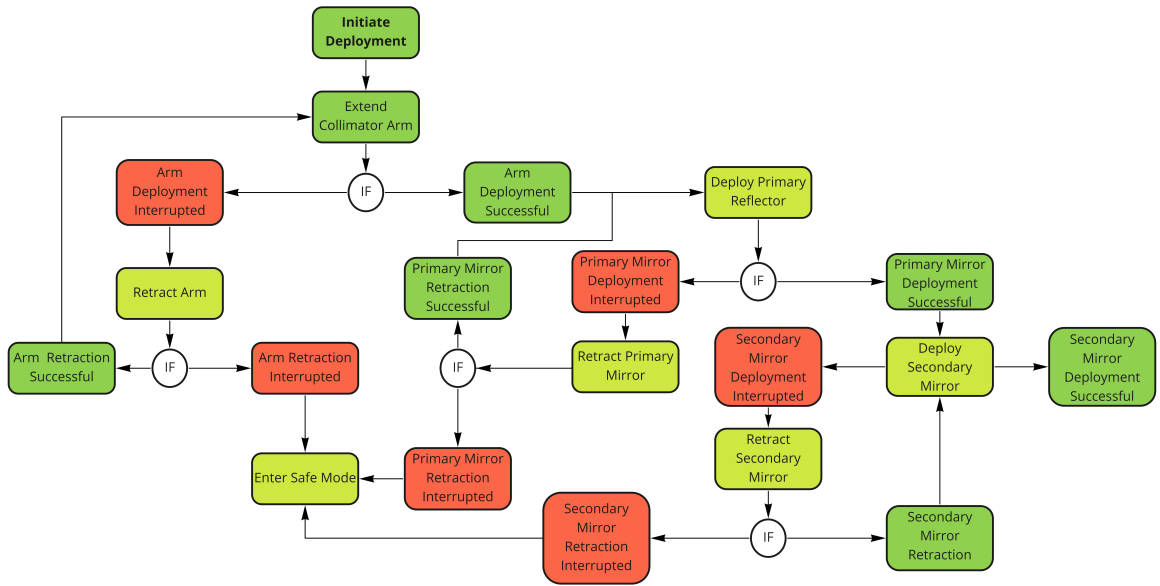 Initiate
Deployment
Extend
Collimator Arm
IF
Arm
Deployment
Interrupted
Arm
Deployment
Successful
Deploy Primary
Reflector
Retract Arm
Primary Mirror
Retraction
Successful
Primary Mirror
Deployment
Interrupted
IF
Primary Mirror
Deployment
Successful
Arm Retraction
Successful
IF
Arm Retraction
Interrupted
IF
Retract Primary
Mirror
Secondary
Mirror
Deployment
Interrupted
Deploy
Secondary
Mirror
Secondary
Mirror
Deployment
Successful
Enter Safe Mode
Primary Mirror
Retraction
Interrupted
Retract
Secondary
Mirror
Secondary
Mirror
Retraction
Interrupted
IF
Secondary
Mirror
Retraction